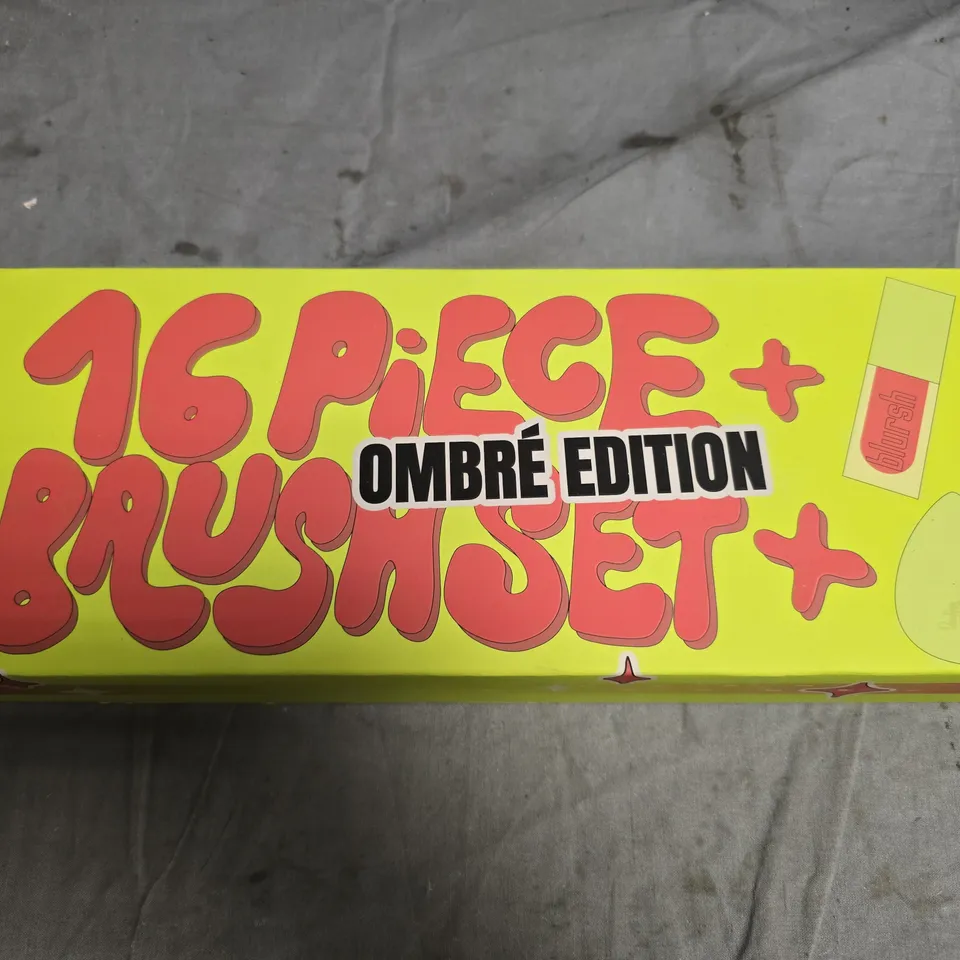 16 PiECE +
OMBRÉ EDITION
BRUSH SET +
blursh